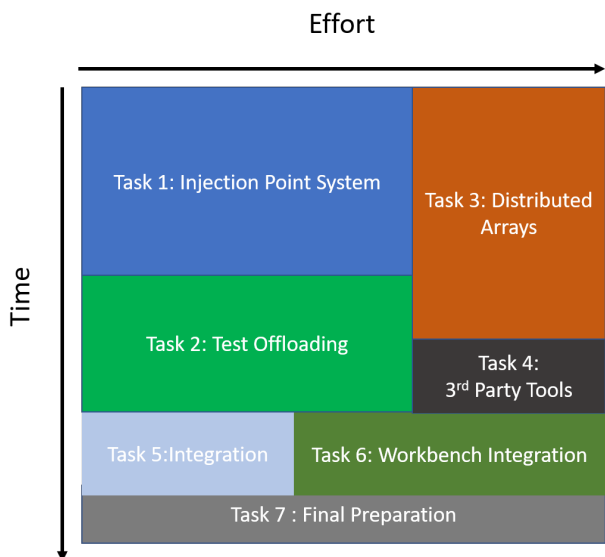 Effort
Time
Task 1: Injection Point System
Task 3: Distributed
Arrays
Task 2: Test Offloading
Task 4:
3rd Party Tools
Task 5:Integration
Task 6: Workbench Integration
Task 7 : Final Preparation